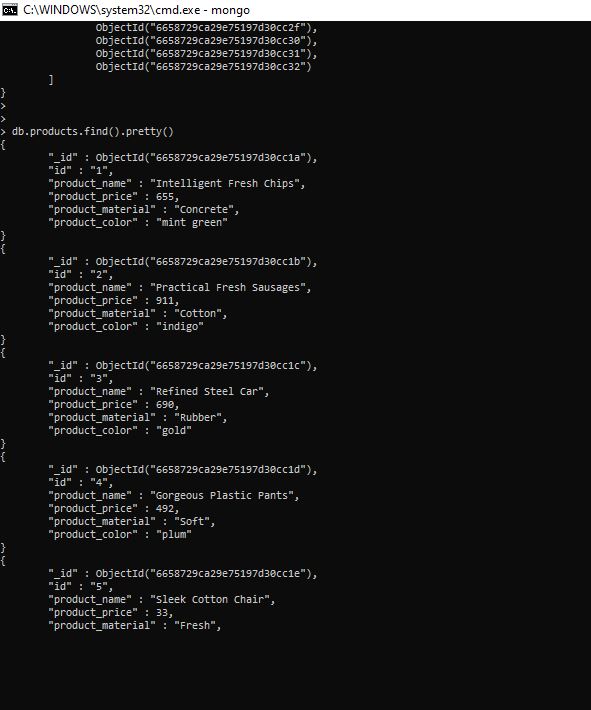 C:\WINDOWS\system32\cmd.exe - mongo
ObjectId("6658729ca29e75197d30cc2f"),
ObjectId("6658729ca29e75197d30cc30"),
ObjectId("6658729ca29e75197d30cc31"),
ObjectId("6658729ca29e75197d30cc32")
]
}
>
>
> db.products.find().pretty()
{
"_id" : ObjectId("6658729ca29e75197d30cc1a"),
"id" : "1",
"product_name" : "Intelligent Fresh Chips",
"product_price" : 655,
"product_material" : "Concrete",
"product_color" : "mint green"
}
{
"_id" : ObjectId("6658729ca29e75197d30cc1b"),
"id" : "2",
"product_name" : "Practical Fresh Sausages",
"product_price" : 911,
"product_material" : "Cotton",
"product_color" : "indigo"
}
{
"_id" : ObjectId("6658729ca29e75197d30cc1c"),
"id" : "3",
"product_name" : "Refined Steel Car",
"product_price" : 690,
"product_material" : "Rubber",
"product_color" : "gold"
}
{
"_id" : ObjectId("6658729ca29e75197d30cc1d"),
"id" : "4",
"product_name" : "Gorgeous Plastic Pants",
"product_price" : 492,
"product_material" : "Soft",
"product_color" : "plum"
}
{
"_id" : ObjectId("6658729ca29e75197d30cc1e"),
"id" : "5",
"product_name" : "Sleek Cotton Chair",
"product_price" : 33,
"product_material" : "Fresh",